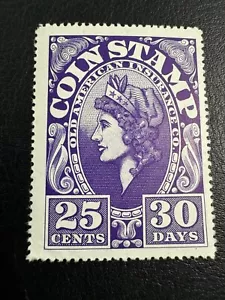 COIN STAMP
OLD AMERICAN INSURANCE CO.
25 30
CENTS DAYS